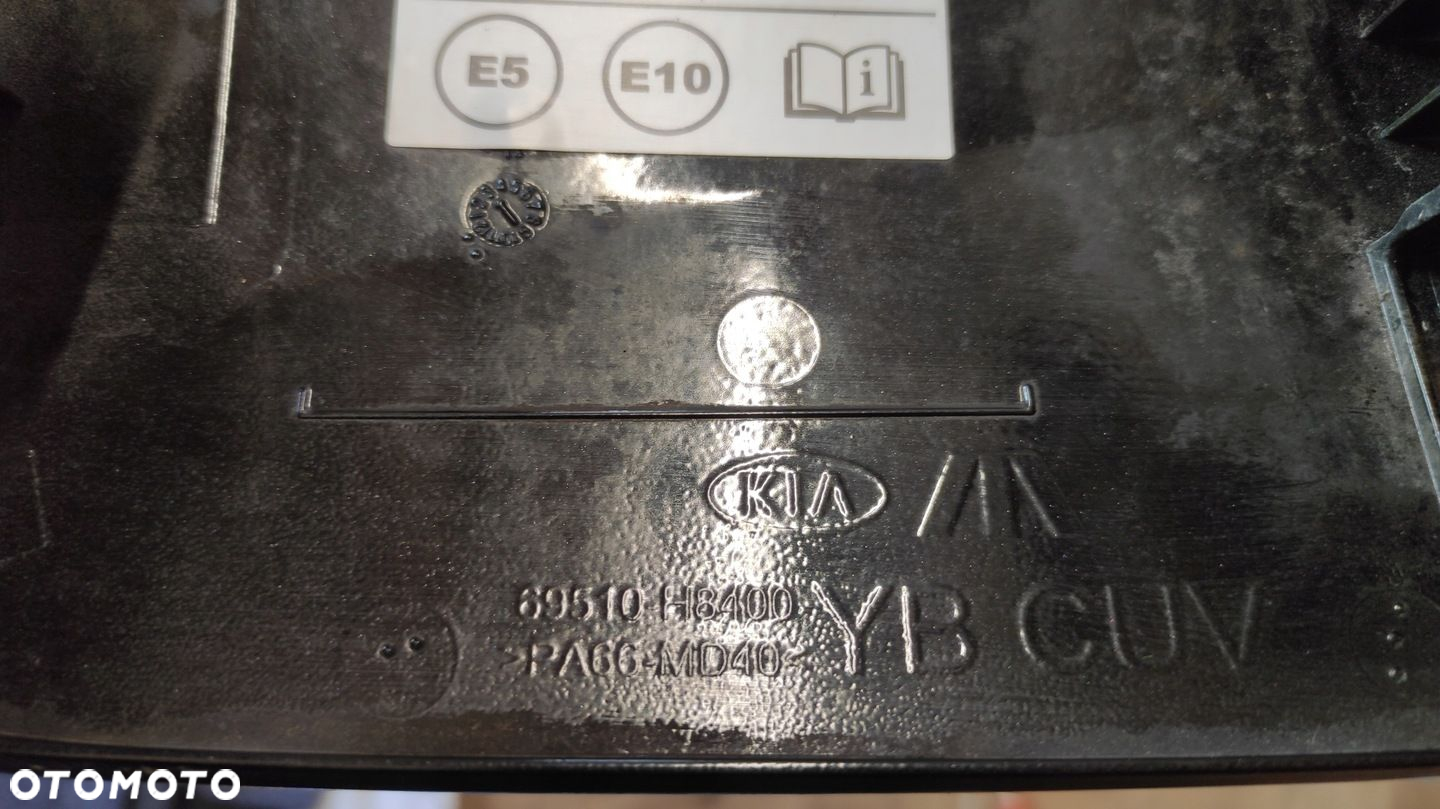 E5 E10 i
KIA
69510-H8400 YB CUV
>PA66-MD40<
OTOMOTO